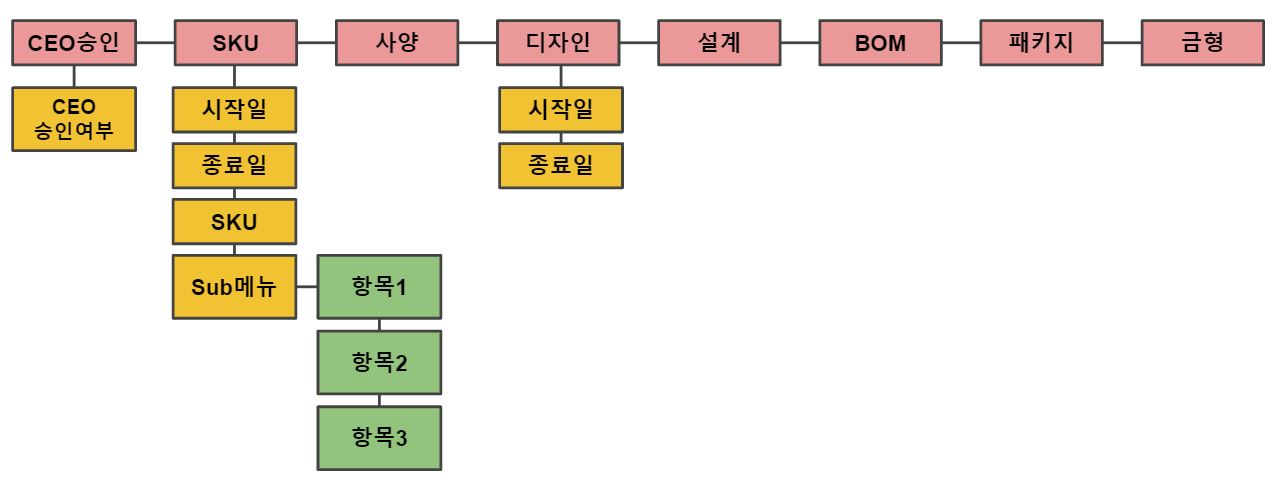 CEO승인
SKU
사양
디자인
설계
BOM
패키지
금형
CEO
승인여부
시작일
종료일
SKU
Sub메뉴
항목1
항목2
항목3
시작일
종료일